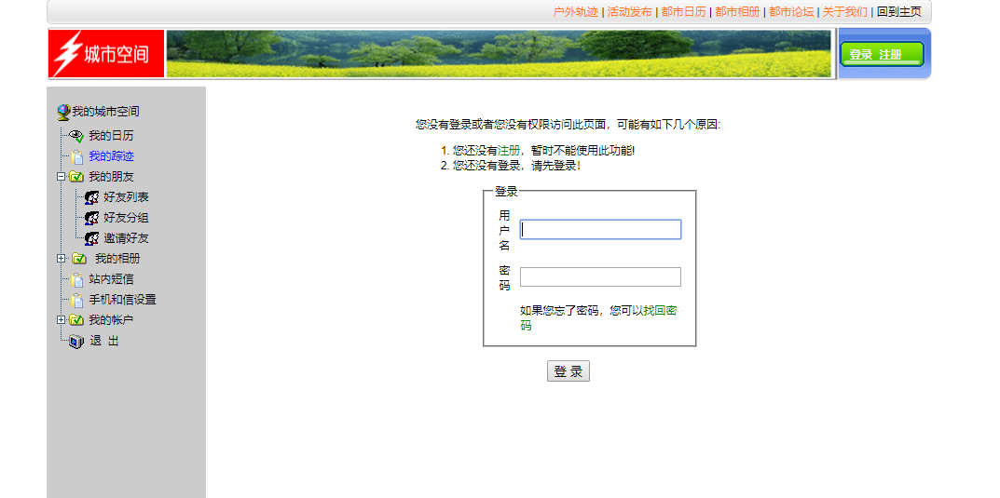 户外轨迹 | 活动发布 | 都市日历 | 都市相册 | 都市论坛 | 关于我们 | 回到主页
城市空间
登录 注册
我的城市空间
我的日历
我的踪迹
我的朋友
好友列表
好友分组
邀请好友
我的相册
站内短信
手机和信设置
我的帐户
退 出
您没有登录或者您没有权限访问此页面，可能有如下几个原因:
1. 您还没有注册，暂时不能使用此功能!
2. 您还没有登录，请先登录!
登录
用
户
名
密
码
如果您忘了密码，您可以找回密
码
登 录